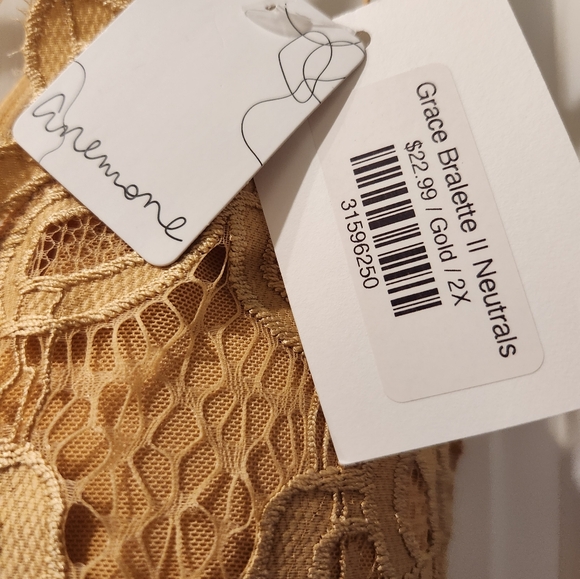 anemone
Grace Bralette II Neutrals
$22.99 / Gold / 2X
31596250